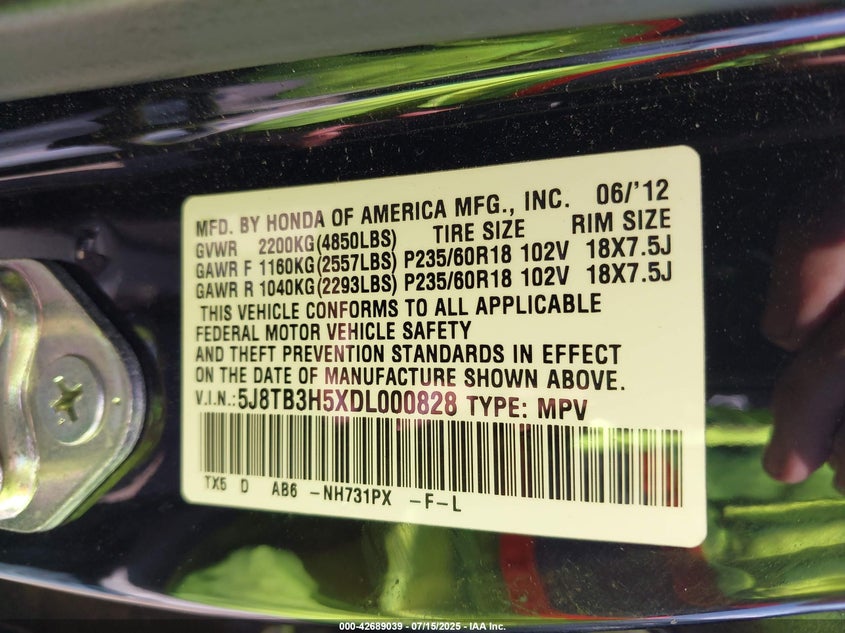 MFD. BY HONDA OF AMERICA MFG., INC. 06/'12
GVWR 2200KG(4850LBS) TIRE SIZE RIM SIZE
GAWR F 1160KG(2557LBS) P235/60R18 102V 18X7.5J
GAWR R 1040KG(2293LBS) P235/60R18 102V 18X7.5J
THIS VEHICLE CONFORMS TO ALL APPLICABLE
FEDERAL MOTOR VEHICLE SAFETY
AND THEFT PREVENTION STANDARDS IN EFFECT
ON THE DATE OF MANUFACTURE SHOWN ABOVE.
V.I.N.:5J8TB3H5XDL000828 TYPE: MPV
TX5 D AB6 -NH731PX -F-L
000-42689039 - 07/15/2025 - IAA Inc.